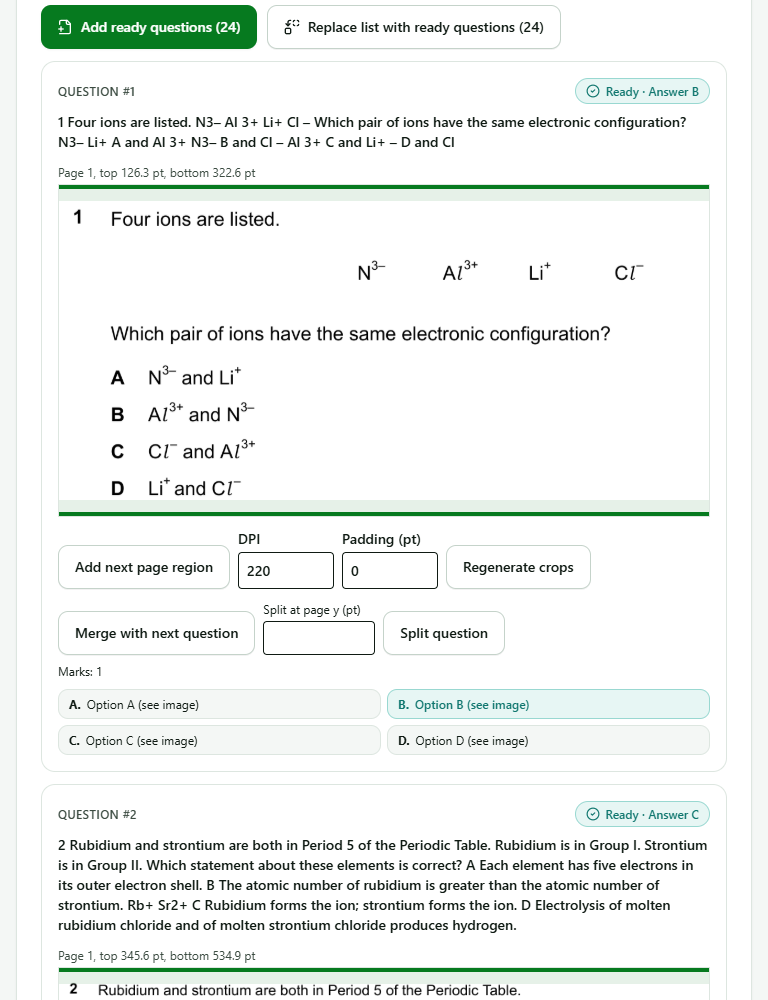 Add ready questions (24)
Replace list with ready questions (24)
QUESTION #1
Ready · Answer B
1 Four ions are listed. N3– Al 3+ Li+ Cl – Which pair of ions have the same electronic configuration?
N3– Li+ A and Al 3+ N3– B and Cl – Al 3+ C and Li+ – D and Cl
Page 1, top 126.3 pt, bottom 322.6 pt
1 Four ions are listed.
N³⁻ Al³⁺ Li⁺ Cl⁻
Which pair of ions have the same electronic configuration?
A N³⁻ and Li⁺
B Al³⁺ and N³⁻
C Cl⁻ and Al³⁺
D Li⁺ and Cl⁻
DPI
Padding (pt)
Add next page region
220
0
Regenerate crops
Split at page y (pt)
Merge with next question
Split question
Marks: 1
A. Option A (see image)
B. Option B (see image)
C. Option C (see image)
D. Option D (see image)
QUESTION #2
Ready · Answer C
2 Rubidium and strontium are both in Period 5 of the Periodic Table. Rubidium is in Group I. Strontium
is in Group II. Which statement about these elements is correct? A Each element has five electrons in
its outer electron shell. B The atomic number of rubidium is greater than the atomic number of
strontium. Rb+ Sr2+ C Rubidium forms the ion; strontium forms the ion. D Electrolysis of molten
rubidium chloride and of molten strontium chloride produces hydrogen.
Page 1, top 345.6 pt, bottom 534.9 pt
2 Rubidium and strontium are both in Period 5 of the Periodic Table.